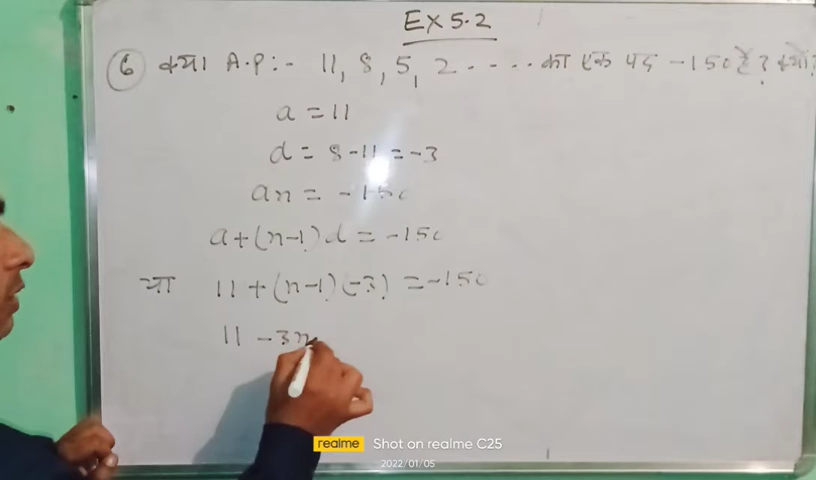 Ex 5.2
6 क्या A.P:- 11, 8, 5, 2 .... का एक पद -150 है? क्यों?
a = 11
d = 8-11 = -3
an = -150
a+(n-1)d = -150
या 11+(n-1)(-3) = -150
11 -3n
realme Shot on realme C25
2022/01/05